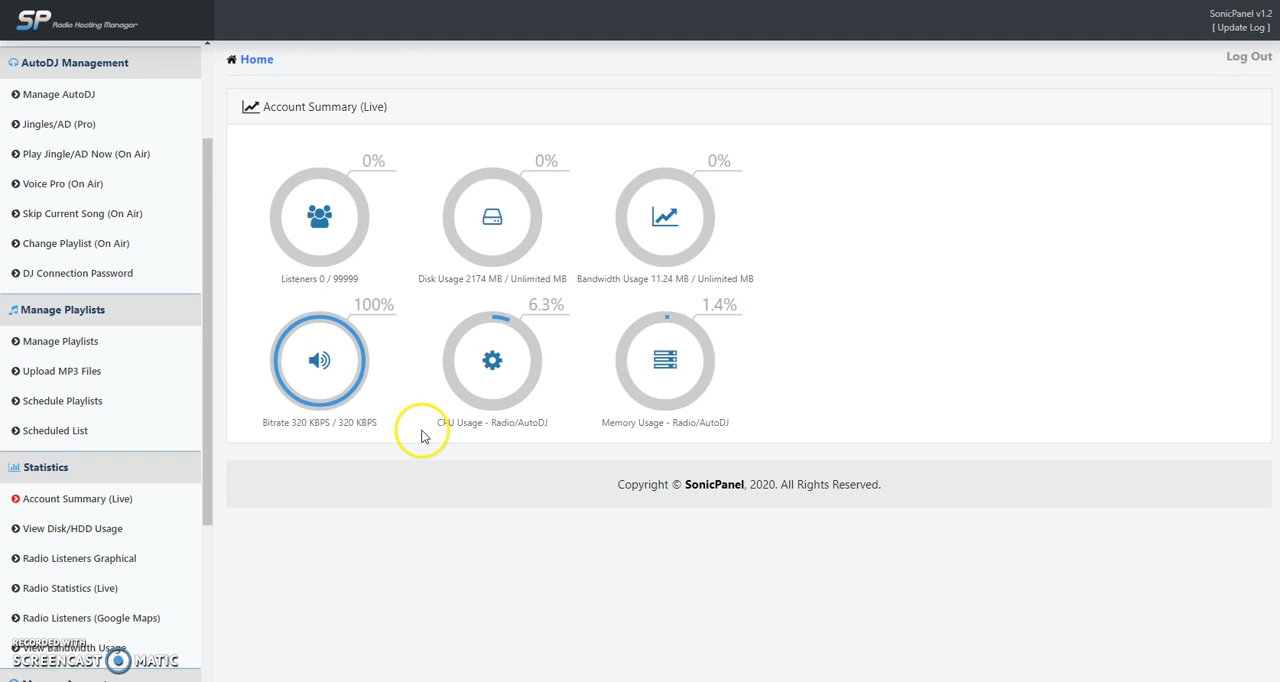 SP Radio Hosting Manager
SonicPanel v1.2
[ Update Log ]
AutoDJ Management
Manage AutoDJ
Jingles/AD (Pro)
Play Jingle/AD Now (On Air)
Voice Pro (On Air)
Skip Current Song (On Air)
Change Playlist (On Air)
DJ Connection Password
Manage Playlists
Manage Playlists
Upload MP3 Files
Schedule Playlists
Scheduled List
Statistics
Account Summary (Live)
View Disk/HDD Usage
Radio Listeners Graphical
Radio Statistics (Live)
Radio Listeners (Google Maps)
View Bandwidth Usage
RECORDED WITH
SCREENCAST MATIC
Home
Log Out
Account Summary (Live)
0%
0%
0%
Listeners 0 / 99999
Disk Usage 2174 MB / Unlimited MB
Bandwidth Usage 11.24 MB / Unlimited MB
100%
6.3%
1.4%
Bitrate 320 KBPS / 320 KBPS
CPU Usage - Radio/AutoDJ
Memory Usage - Radio/AutoDJ
Copyright © SonicPanel, 2020. All Rights Reserved.